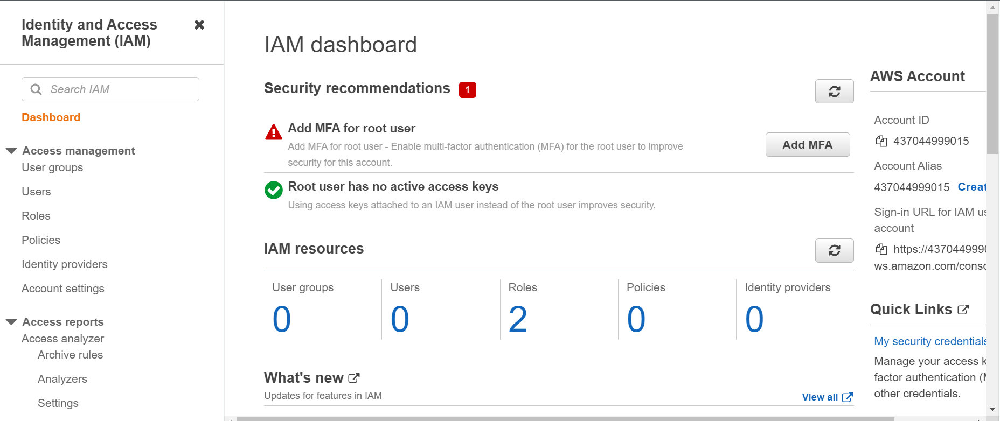 Identity and Access
Management (IAM)
Search IAM
Dashboard
Access management
User groups
Users
Roles
Policies
Identity providers
Account settings
Access reports
Access analyzer
Archive rules
Analyzers
Settings
IAM dashboard
Security recommendations 1
Add MFA for root user
Add MFA for root user - Enable multi-factor authentication (MFA) for the root user to improve
security for this account.
Add MFA
Root user has no active access keys
Using access keys attached to an IAM user instead of the root user improves security.
IAM resources
User groups
0
Users
0
Roles
2
Policies
0
Identity providers
0
What's new
Updates for features in IAM
View all
AWS Account
Account ID
437044999015
Account Alias
437044999015 Creat
Sign-in URL for IAM us
account
https://437044999
ws.amazon.com/conso
Quick Links
My security credentials
Manage your access k
factor authentication (
other credentials.